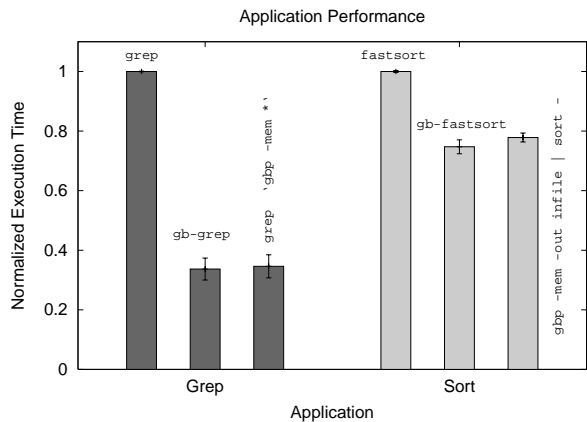 Application Performance
Normalized Execution Time
1
0.8
0.6
0.4
0.2
0
grep
gb-grep
grep `gbp -mem *`
fastsort
gb-fastsort
gbp -mem -out infile | sort -
Grep
Sort
Application